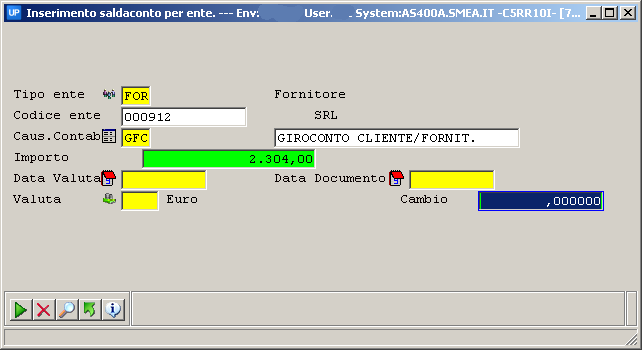 UP Inserimento saldaconto per ente. --- Env: User. System:AS400A.SMEA.IT -C5RR10I- [7...
Tipo ente FOR Fornitore
Codice ente 000912 SRL
Caus.Contab GFC GIROCONTO CLIENTE/FORNIT.
Importo 2.304,00
Data Valuta Data Documento
Valuta Euro Cambio ,000000